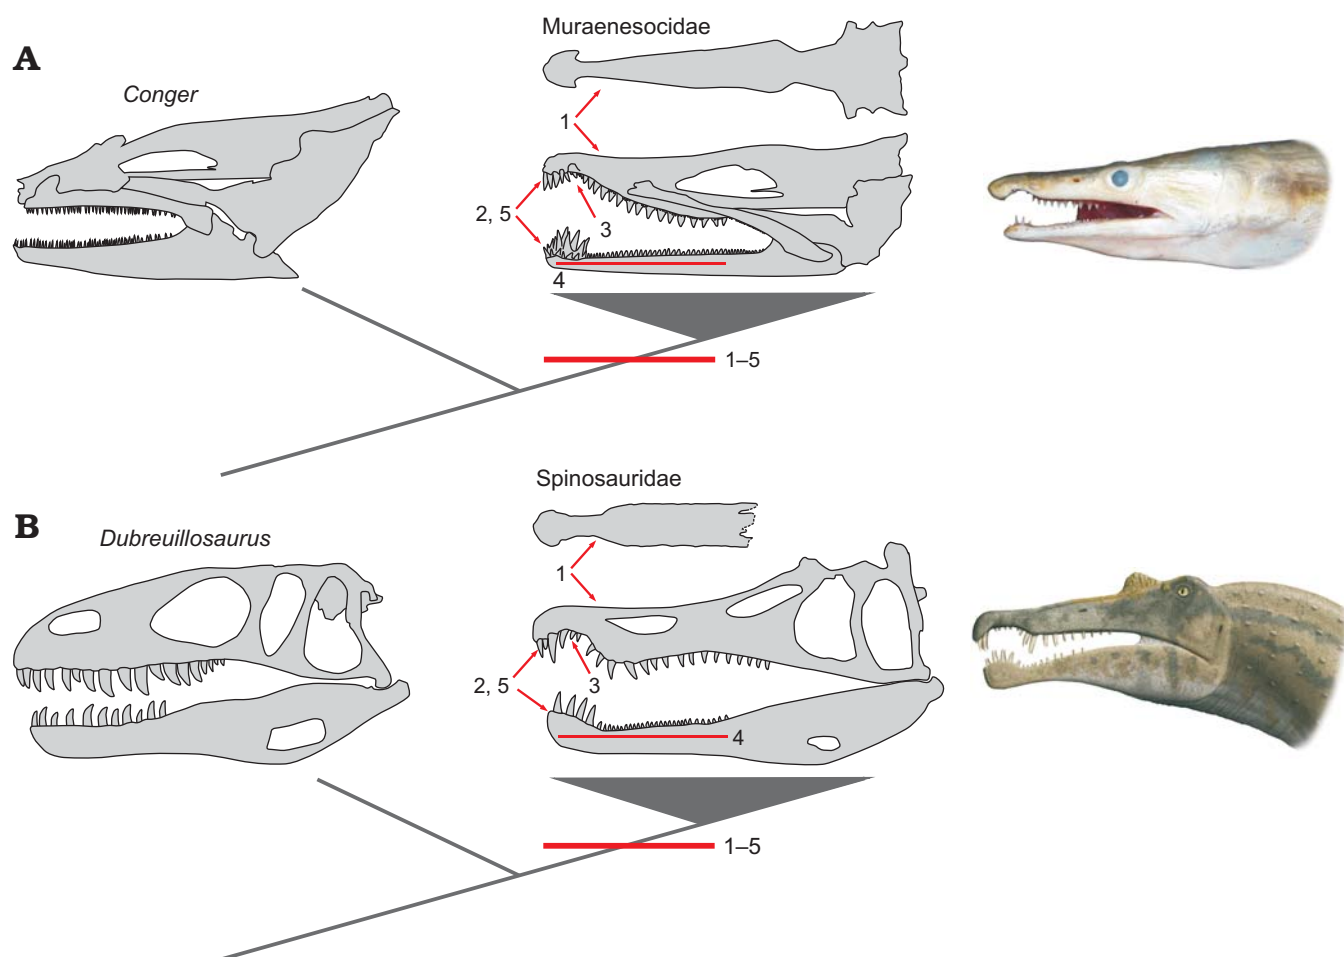 A
Muraenesocidae
Conger
1
2, 5
3
4
1–5
B
Spinosauridae
Dubreuillosaurus
1
2, 5
3
4
1–5